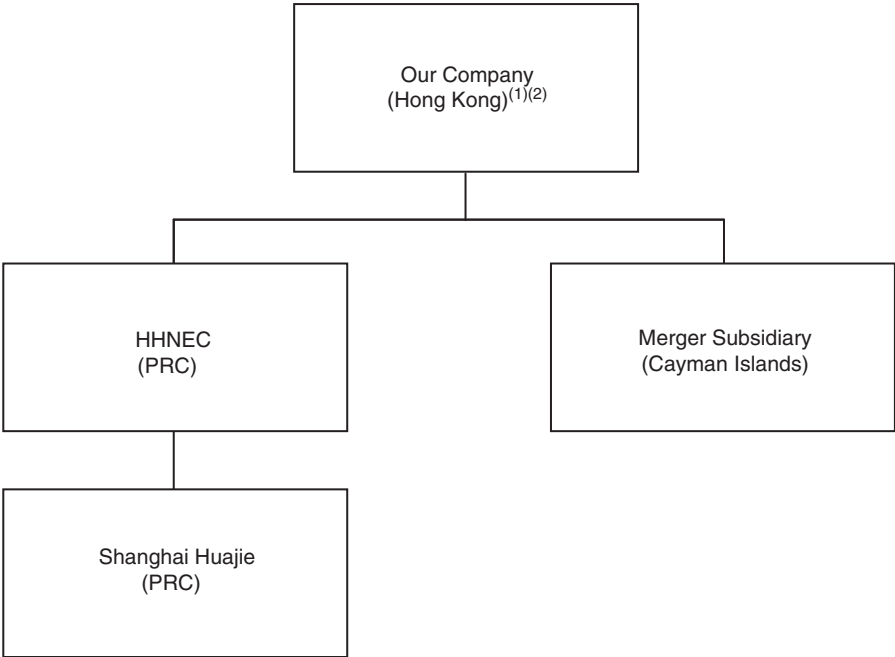 Our Company
(Hong Kong)(1)(2)
HHNEC
(PRC)
Merger Subsidiary
(Cayman Islands)
Shanghai Huajie
(PRC)